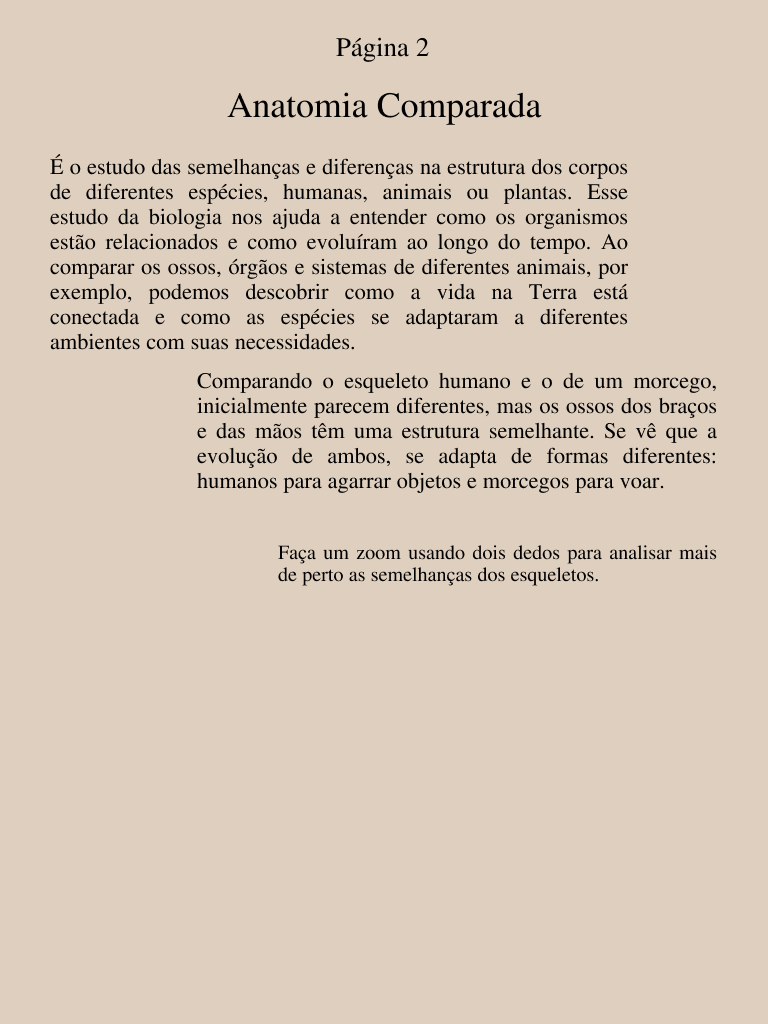 Página 2
Anatomia Comparada
É o estudo das semelhanças e diferenças na estrutura dos corpos
de diferentes espécies, humanas, animais ou plantas. Esse
estudo da biologia nos ajuda a entender como os organismos
estão relacionados e como evoluíram ao longo do tempo. Ao
comparar os ossos, órgãos e sistemas de diferentes animais, por
exemplo, podemos descobrir como a vida na Terra está
conectada e como as espécies se adaptaram a diferentes
ambientes com suas necessidades.
Comparando o esqueleto humano e o de um morcego,
inicialmente parecem diferentes, mas os ossos dos braços
e das mãos têm uma estrutura semelhante. Se vê que a
evolução de ambos, se adapta de formas diferentes:
humanos para agarrar objetos e morcegos para voar.
Faça um zoom usando dois dedos para analisar mais
de perto as semelhanças dos esqueletos.